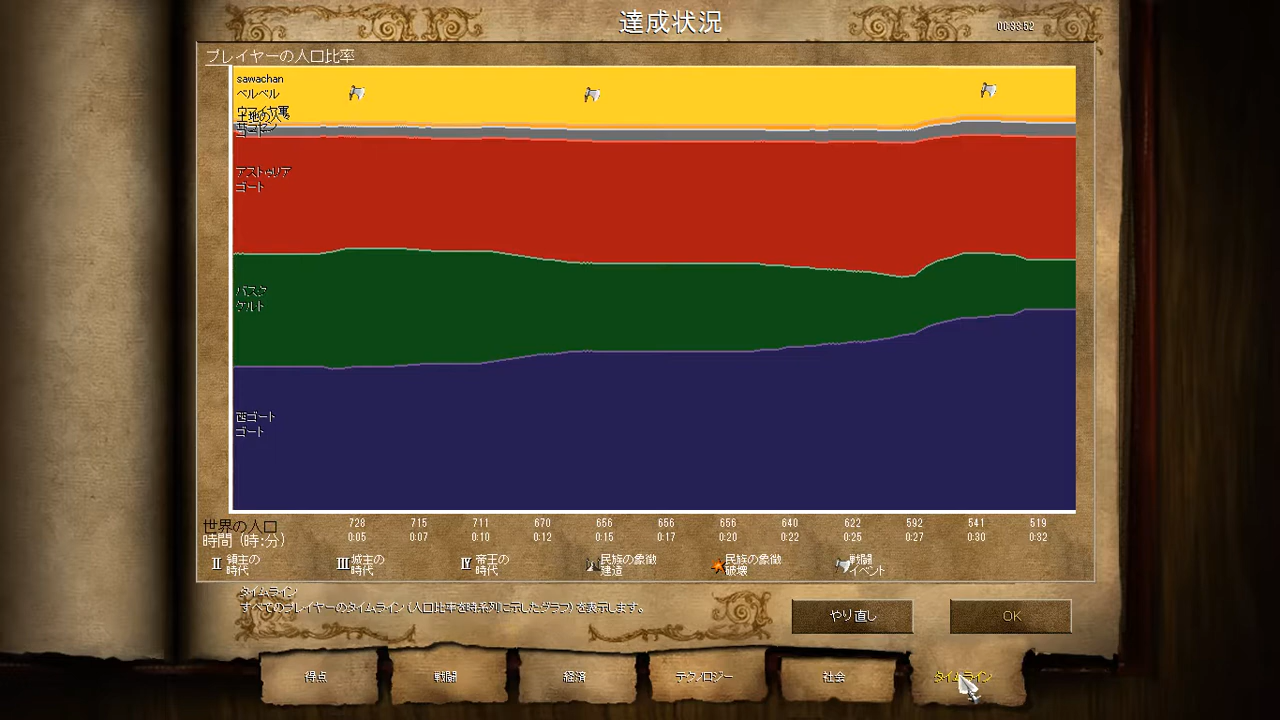 達成状況
00:33:52
プレイヤーの人口比率
sawachan
ベルベル
ゴート
アストゥリア
ゴート
バスク
ケルト
西ゴート
ゴート
世界の人口 728 715 711 670 656 656 656 640 622 592 541 519
時間 (時:分) 0:05 0:07 0:10 0:12 0:15 0:17 0:20 0:22 0:25 0:27 0:30 0:32
II 領主の時代 III 城主の時代 IV 帝王の時代 民族の象徴建造 民族の象徴破壊 戦闘イベント
タイムライン
すべてのプレイヤーのタイムライン (人口比率を時系列に示したグラフ) を表示します。
やり直し OK
得点 戦闘 経済 テクノロジー 社会 タイムライン